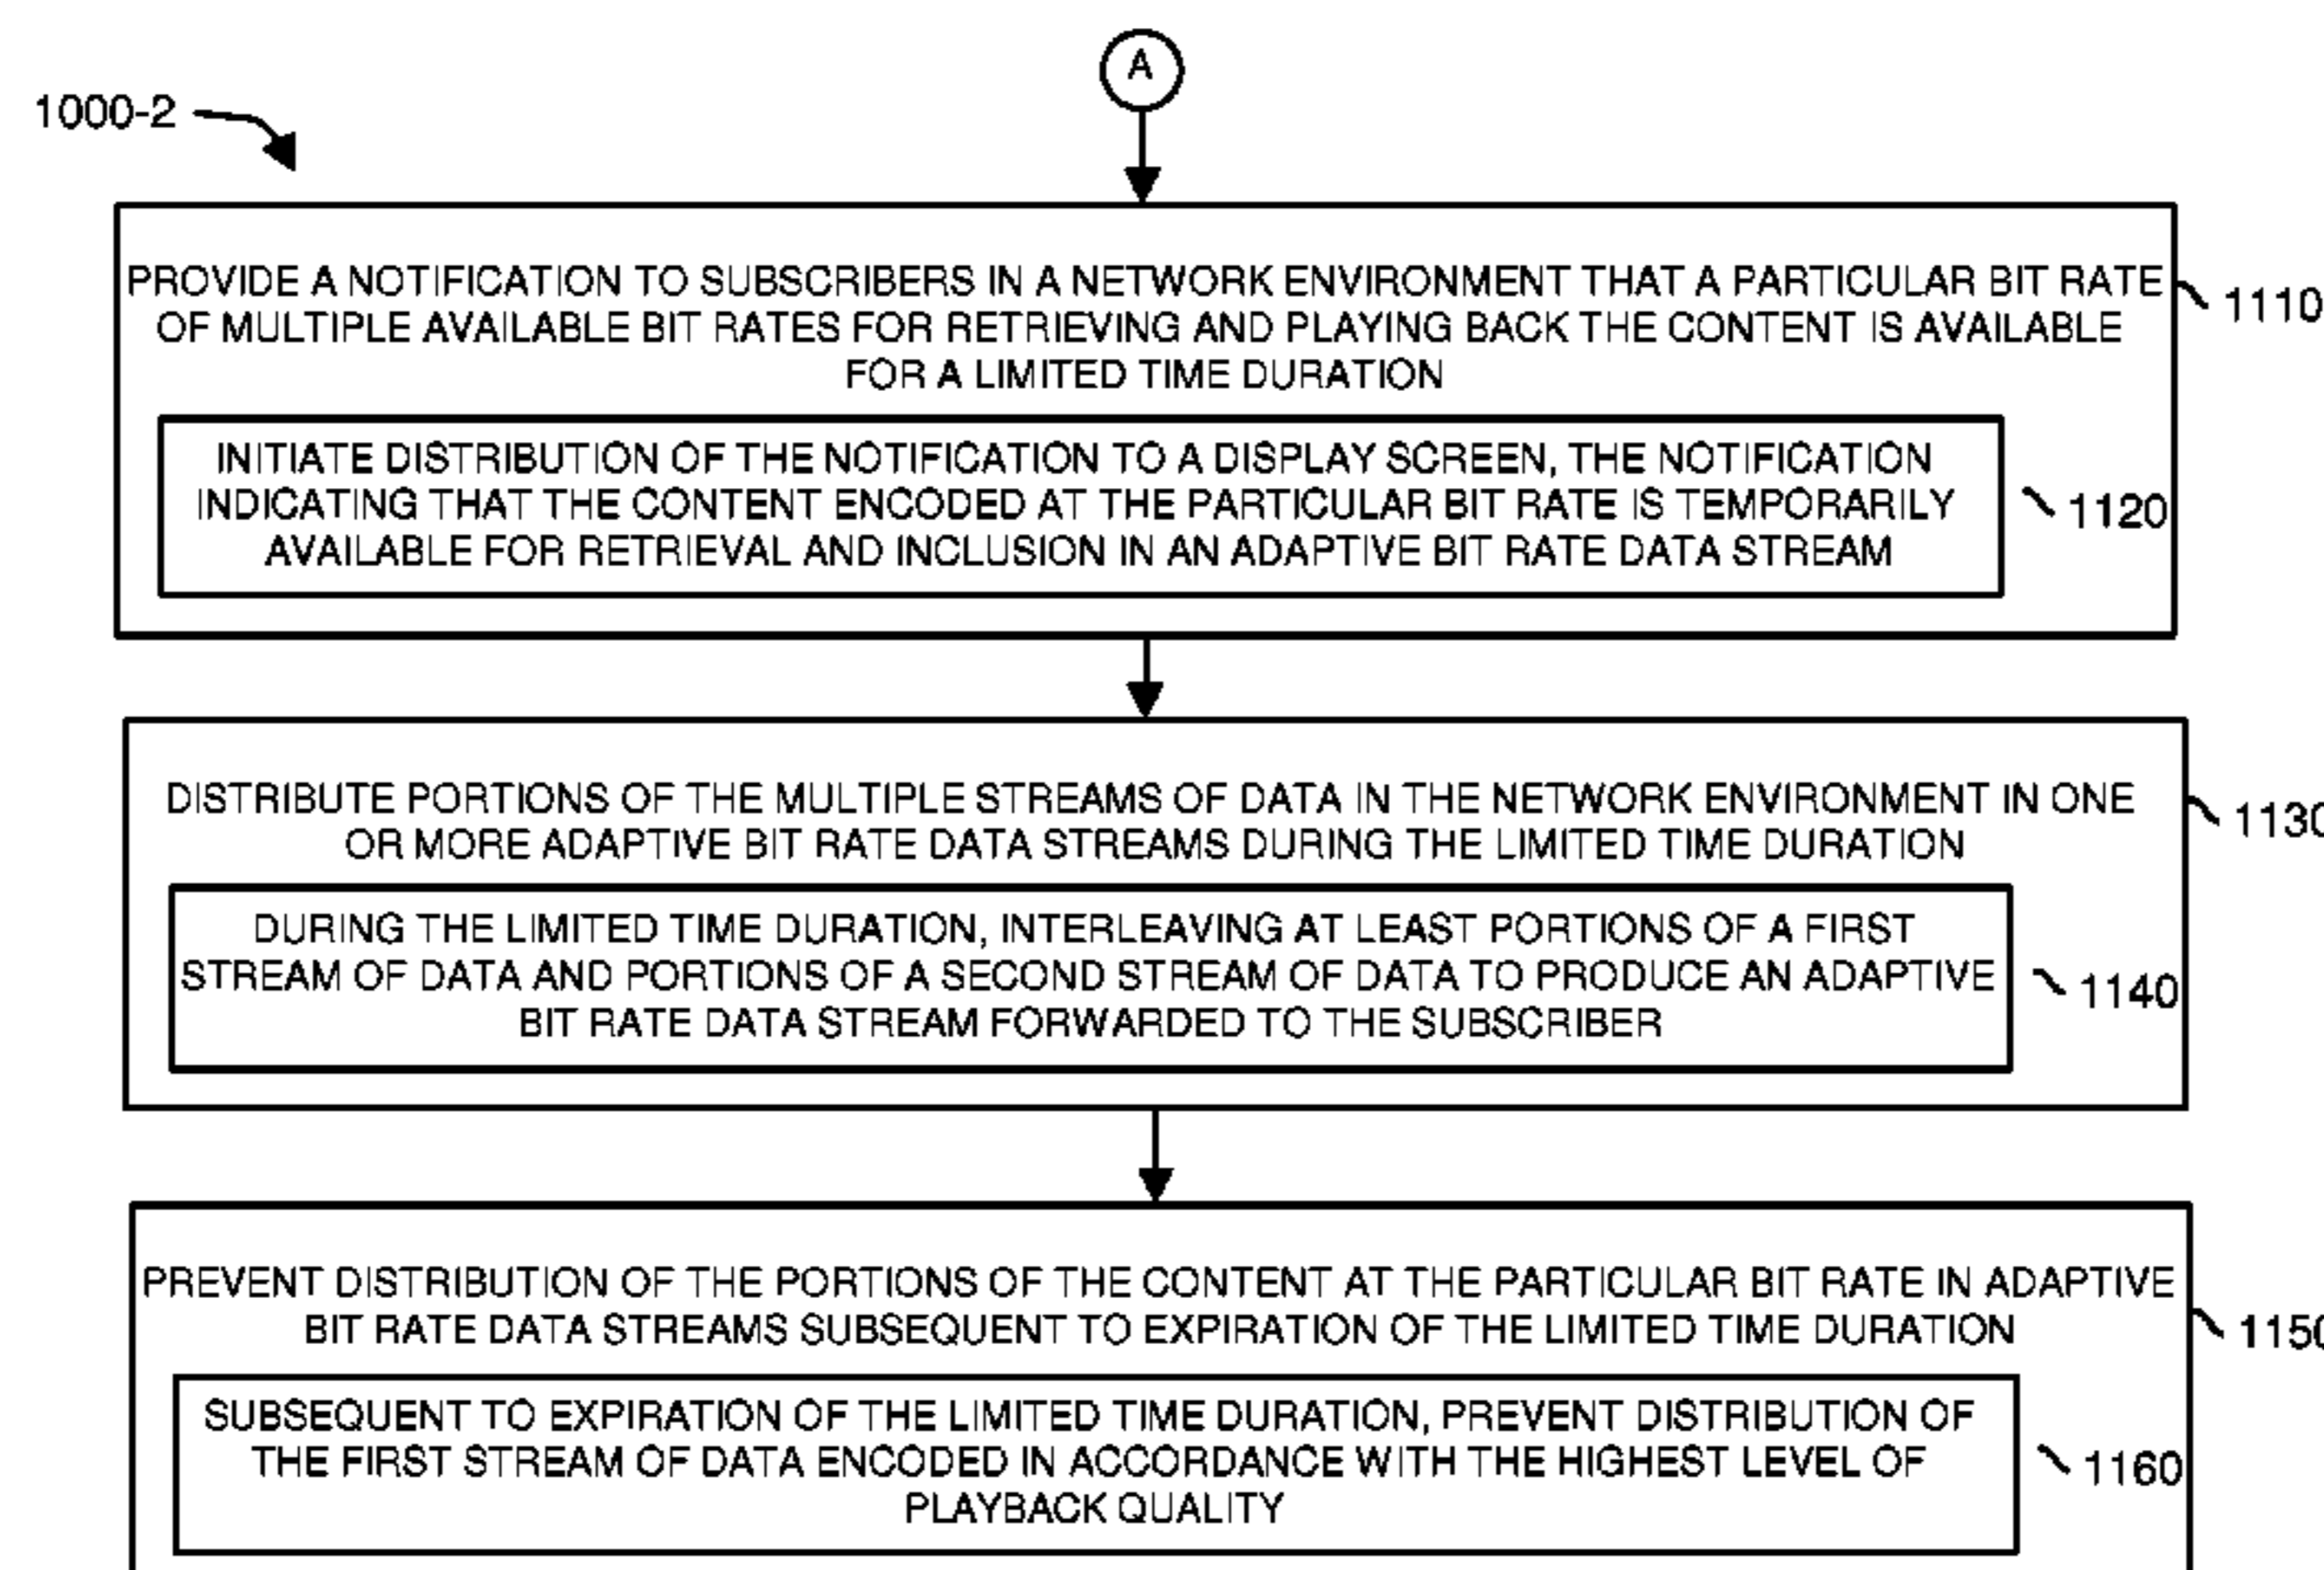 A
1000-2
PROVIDE A NOTIFICATION TO SUBSCRIBERS IN A NETWORK ENVIRONMENT THAT A PARTICULAR BIT RATE
OF MULTIPLE AVAILABLE BIT RATES FOR RETRIEVING AND PLAYING BACK THE CONTENT IS AVAILABLE
FOR A LIMITED TIME DURATION
1110
INITIATE DISTRIBUTION OF THE NOTIFICATION TO A DISPLAY SCREEN, THE NOTIFICATION
INDICATING THAT THE CONTENT ENCODED AT THE PARTICULAR BIT RATE IS TEMPORARILY
AVAILABLE FOR RETRIEVAL AND INCLUSION IN AN ADAPTIVE BIT RATE DATA STREAM
1120
DISTRIBUTE PORTIONS OF THE MULTIPLE STREAMS OF DATA IN THE NETWORK ENVIRONMENT IN ONE
OR MORE ADAPTIVE BIT RATE DATA STREAMS DURING THE LIMITED TIME DURATION
1130
DURING THE LIMITED TIME DURATION, INTERLEAVING AT LEAST PORTIONS OF A FIRST
STREAM OF DATA AND PORTIONS OF A SECOND STREAM OF DATA TO PRODUCE AN ADAPTIVE
BIT RATE DATA STREAM FORWARDED TO THE SUBSCRIBER
1140
PREVENT DISTRIBUTION OF THE PORTIONS OF THE CONTENT AT THE PARTICULAR BIT RATE IN ADAPTIVE
BIT RATE DATA STREAMS SUBSEQUENT TO EXPIRATION OF THE LIMITED TIME DURATION
1150
SUBSEQUENT TO EXPIRATION OF THE LIMITED TIME DURATION, PREVENT DISTRIBUTION OF
THE FIRST STREAM OF DATA ENCODED IN ACCORDANCE WITH THE HIGHEST LEVEL OF
PLAYBACK QUALITY
1160